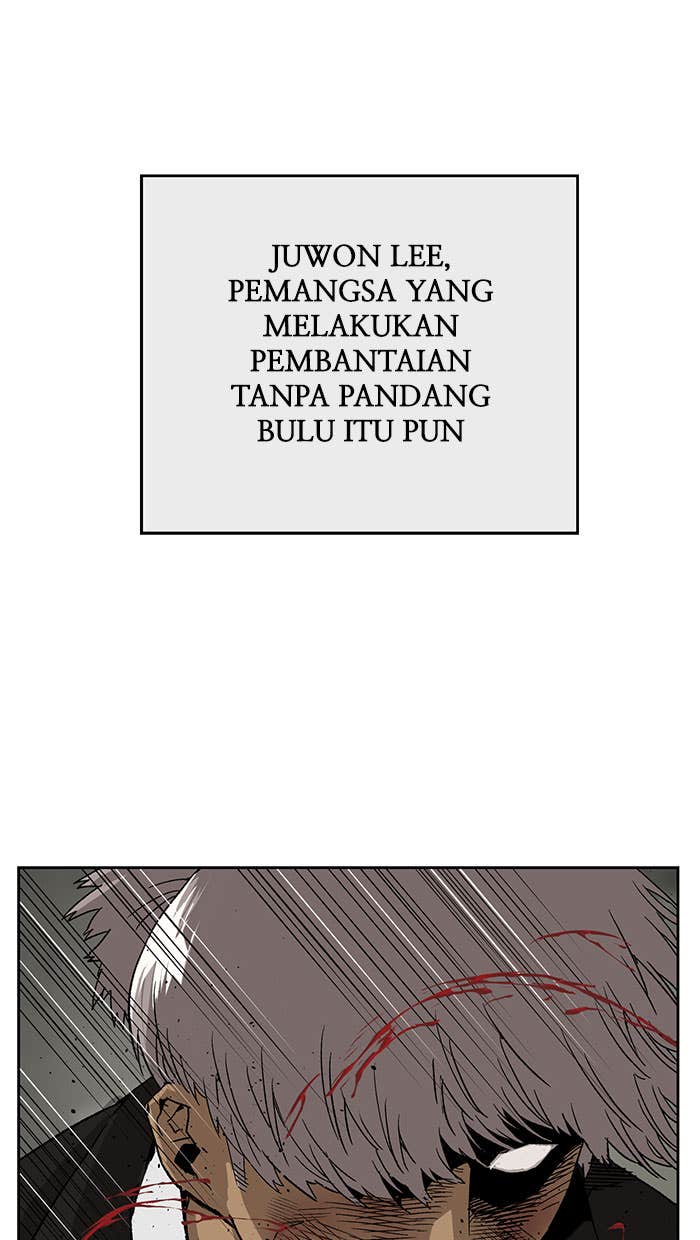 JUWON LEE,
PEMANGSA YANG
MELAKUKAN
PEMBANTAIAN
TANPA PANDANG
BULU ITU PUN